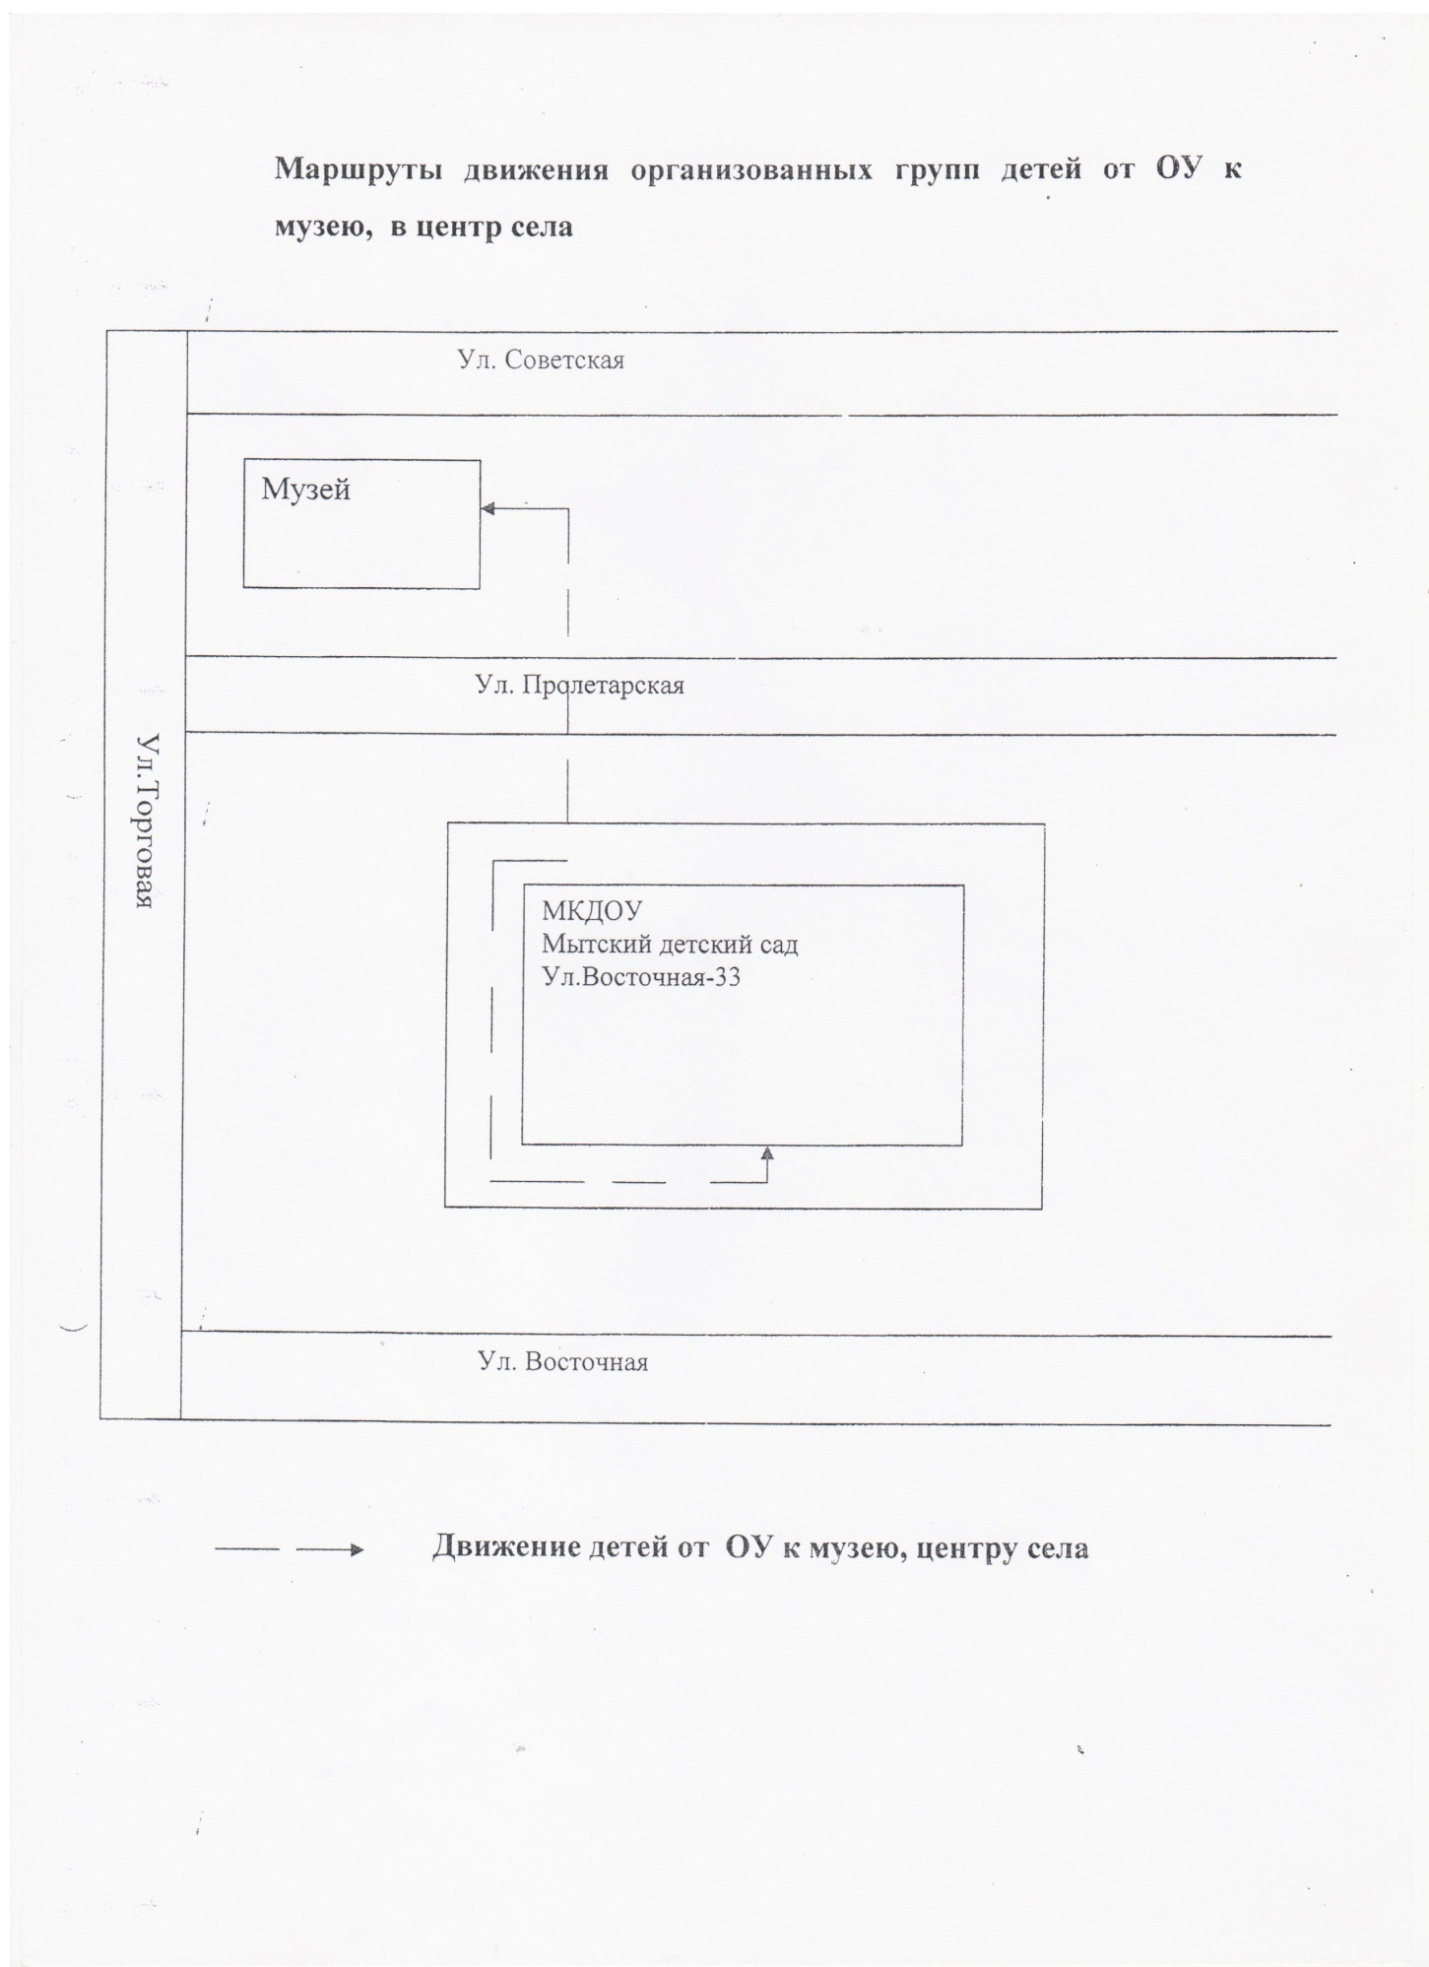 Маршруты движения организованных групп детей от ОУ к
музею, в центр села
Ул. Советская
Музей
Ул. Пролетарская
Ул.Торговая
МКДОУ
Мытский детский сад
Ул.Восточная-33
Ул. Восточная
Движение детей от ОУ к музею, центру села